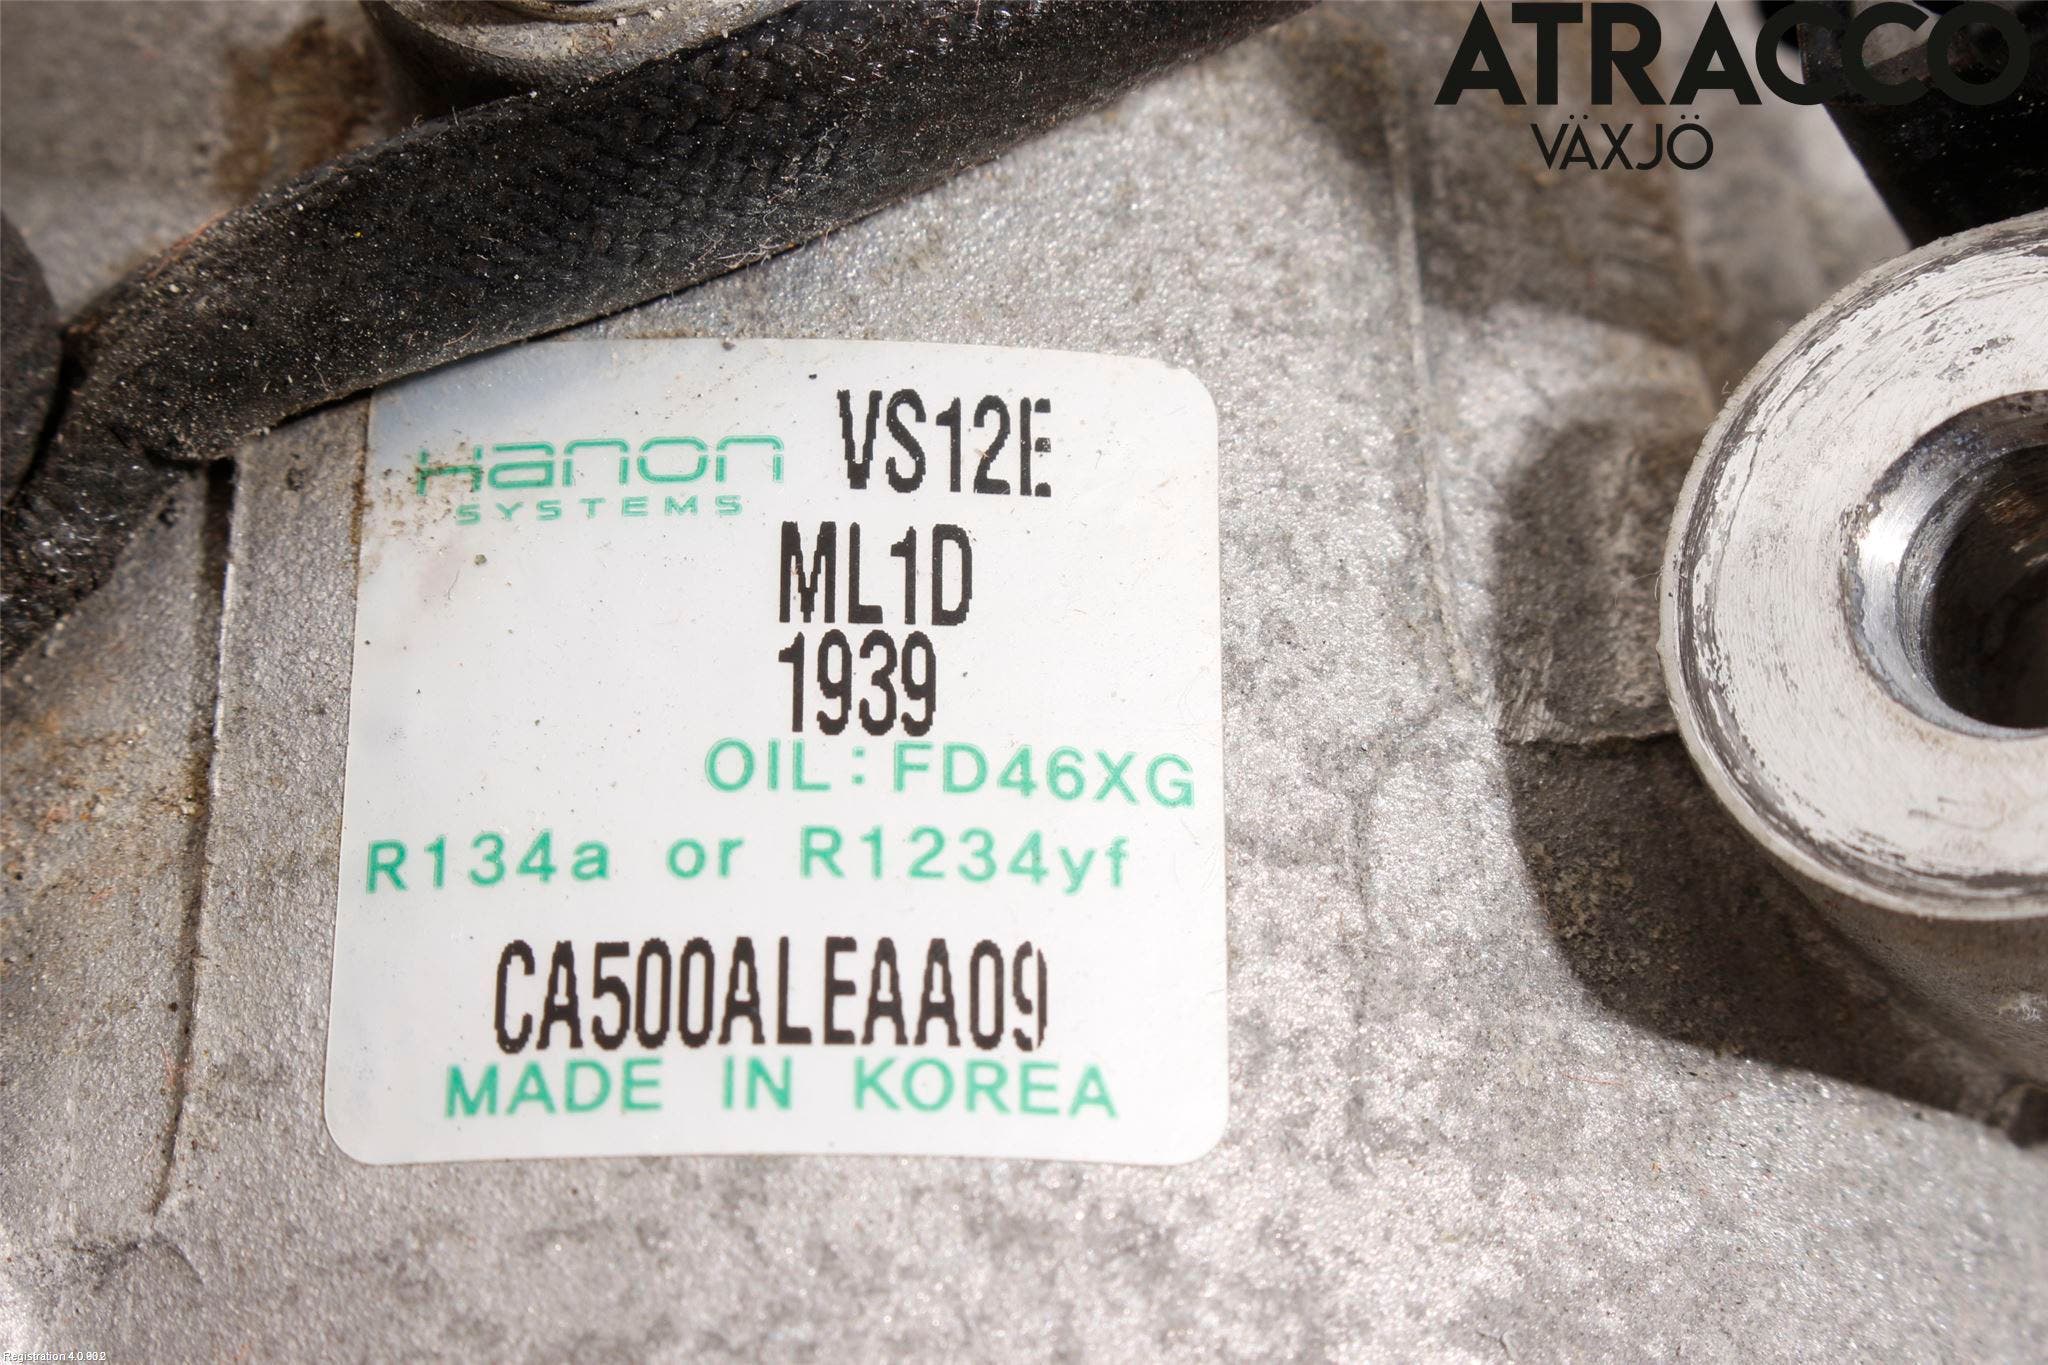 ATRACCO
VÄXJÖ
Hanon VS12E
SYSTEMS
ML1D
1939
OIL: FD46XG
R134a or R1234yf
CA500ALEAA09
MADE IN KOREA